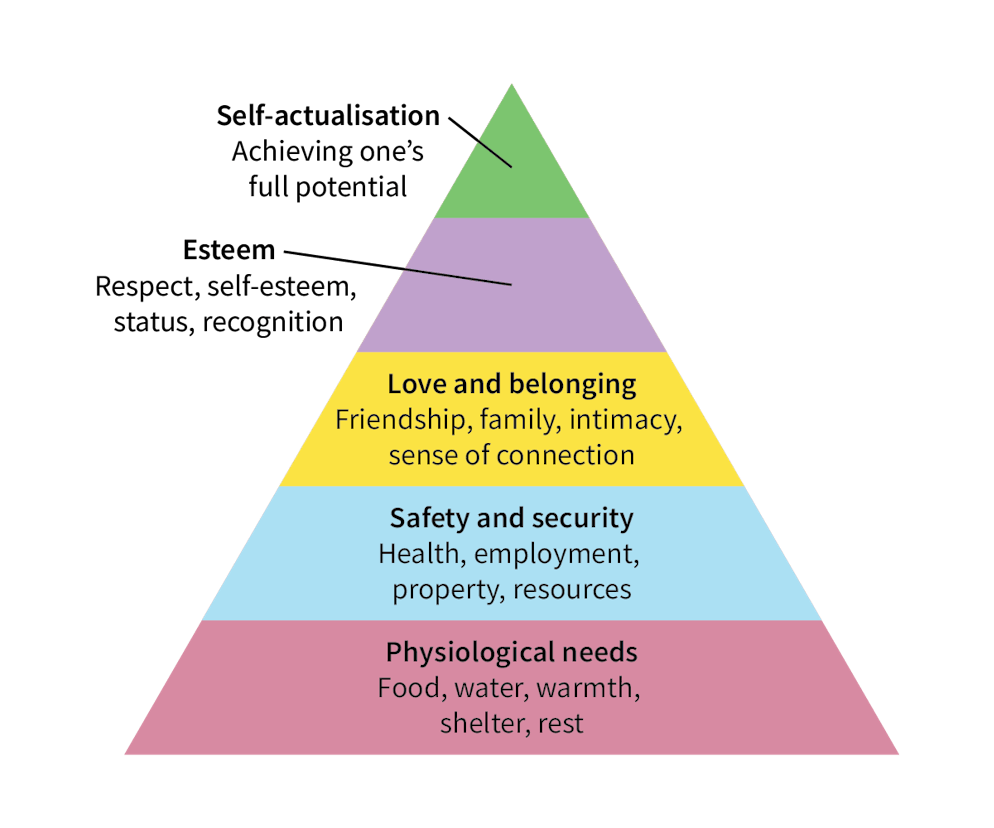 Self-actualisation
Achieving one’s
full potential
Esteem
Respect, self-esteem,
status, recognition
Love and belonging
Friendship, family, intimacy,
sense of connection
Safety and security
Health, employment,
property, resources
Physiological needs
Food, water, warmth,
shelter, rest